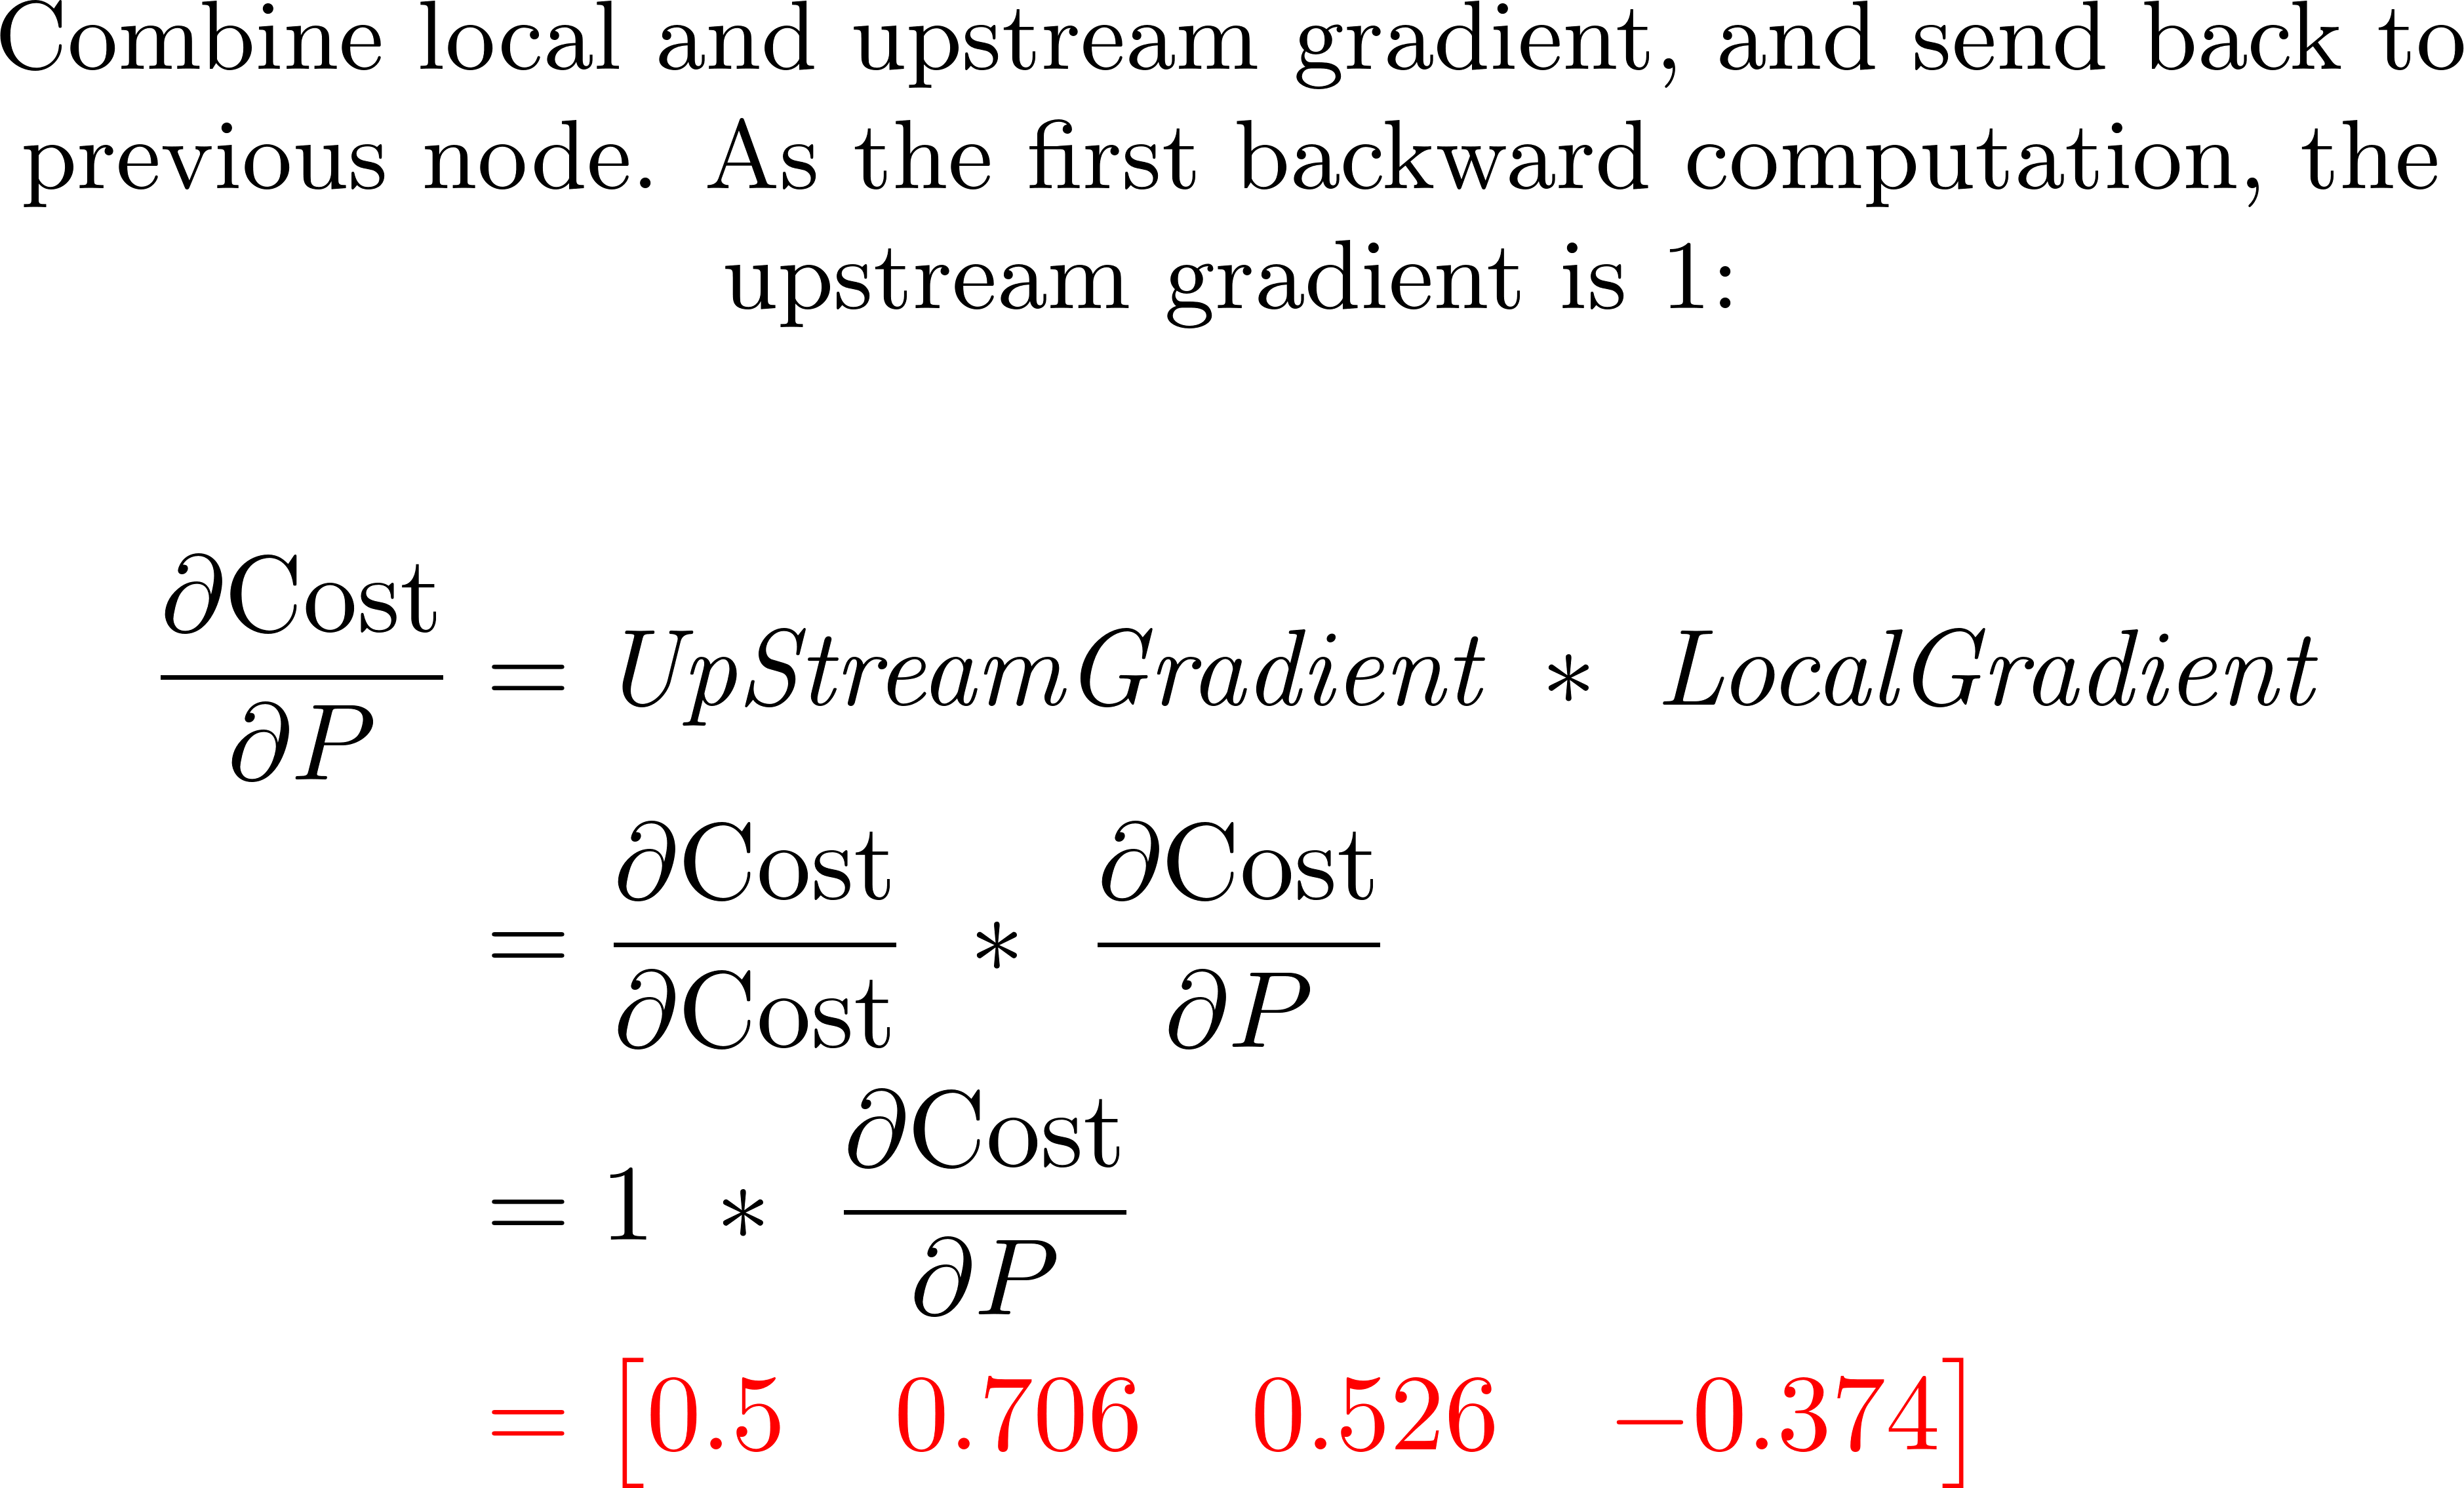 Combine local and upstream gradient, and send back to
previous node. As the first backward computation, the
upstream gradient is 1:
∂Cost/∂P = UpStreamGradient * LocalGradient
= ∂Cost/∂Cost * ∂Cost/∂P
= 1 * ∂Cost/∂P
= [0.5 0.706 0.526 −0.374]